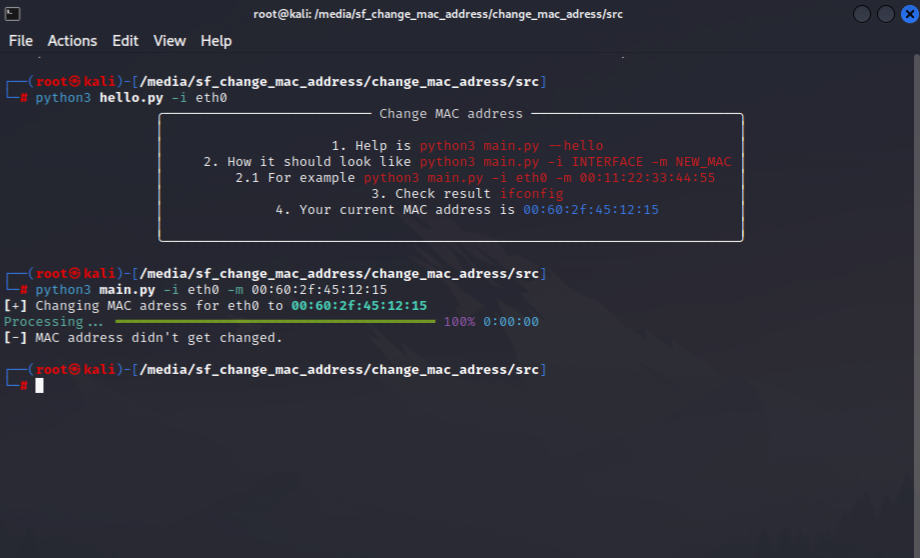 root@kali: /media/sf_change_mac_address/change_mac_adress/src
File Actions Edit View Help
(root㉿kali)-[/media/sf_change_mac_address/change_mac_adress/src]
# python3 hello.py -i eth0
Change MAC address
1. Help is python3 main.py --hello
2. How it should look like python3 main.py -i INTERFACE -m NEW_MAC
2.1 For example python3 main.py -i eth0 -m 00:11:22:33:44:55
3. Check result ifconfig
4. Your current MAC address is 00:60:2f:45:12:15
(root㉿kali)-[/media/sf_change_mac_address/change_mac_adress/src]
# python3 main.py -i eth0 -m 00:60:2f:45:12:15
[+] Changing MAC adress for eth0 to 00:60:2f:45:12:15
Processing... 100% 0:00:00
[-] MAC address didn't get changed.
(root㉿kali)-[/media/sf_change_mac_address/change_mac_adress/src]
#